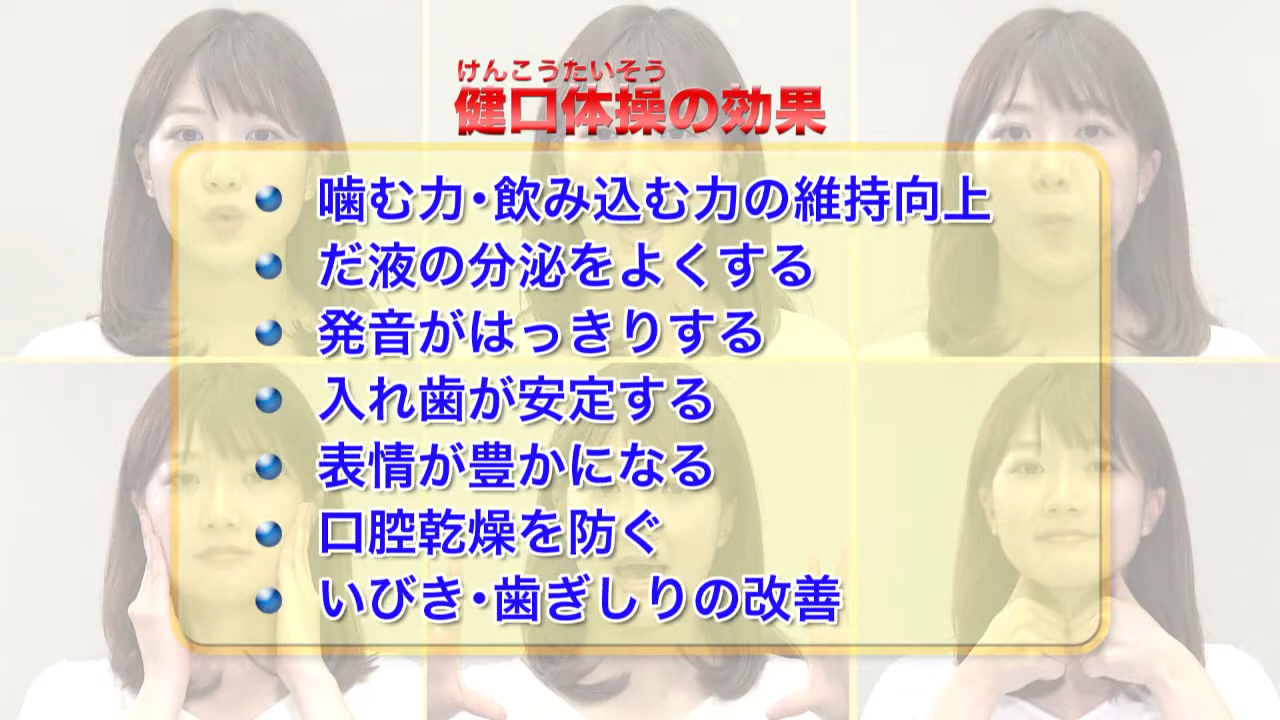 けんこうたいそう
健口体操の効果
噛む力・飲み込む力の維持向上
だ液の分泌をよくする
発音がはっきりする
入れ歯が安定する
表情が豊かになる
口腔乾燥を防ぐ
いびき・歯ぎしりの改善